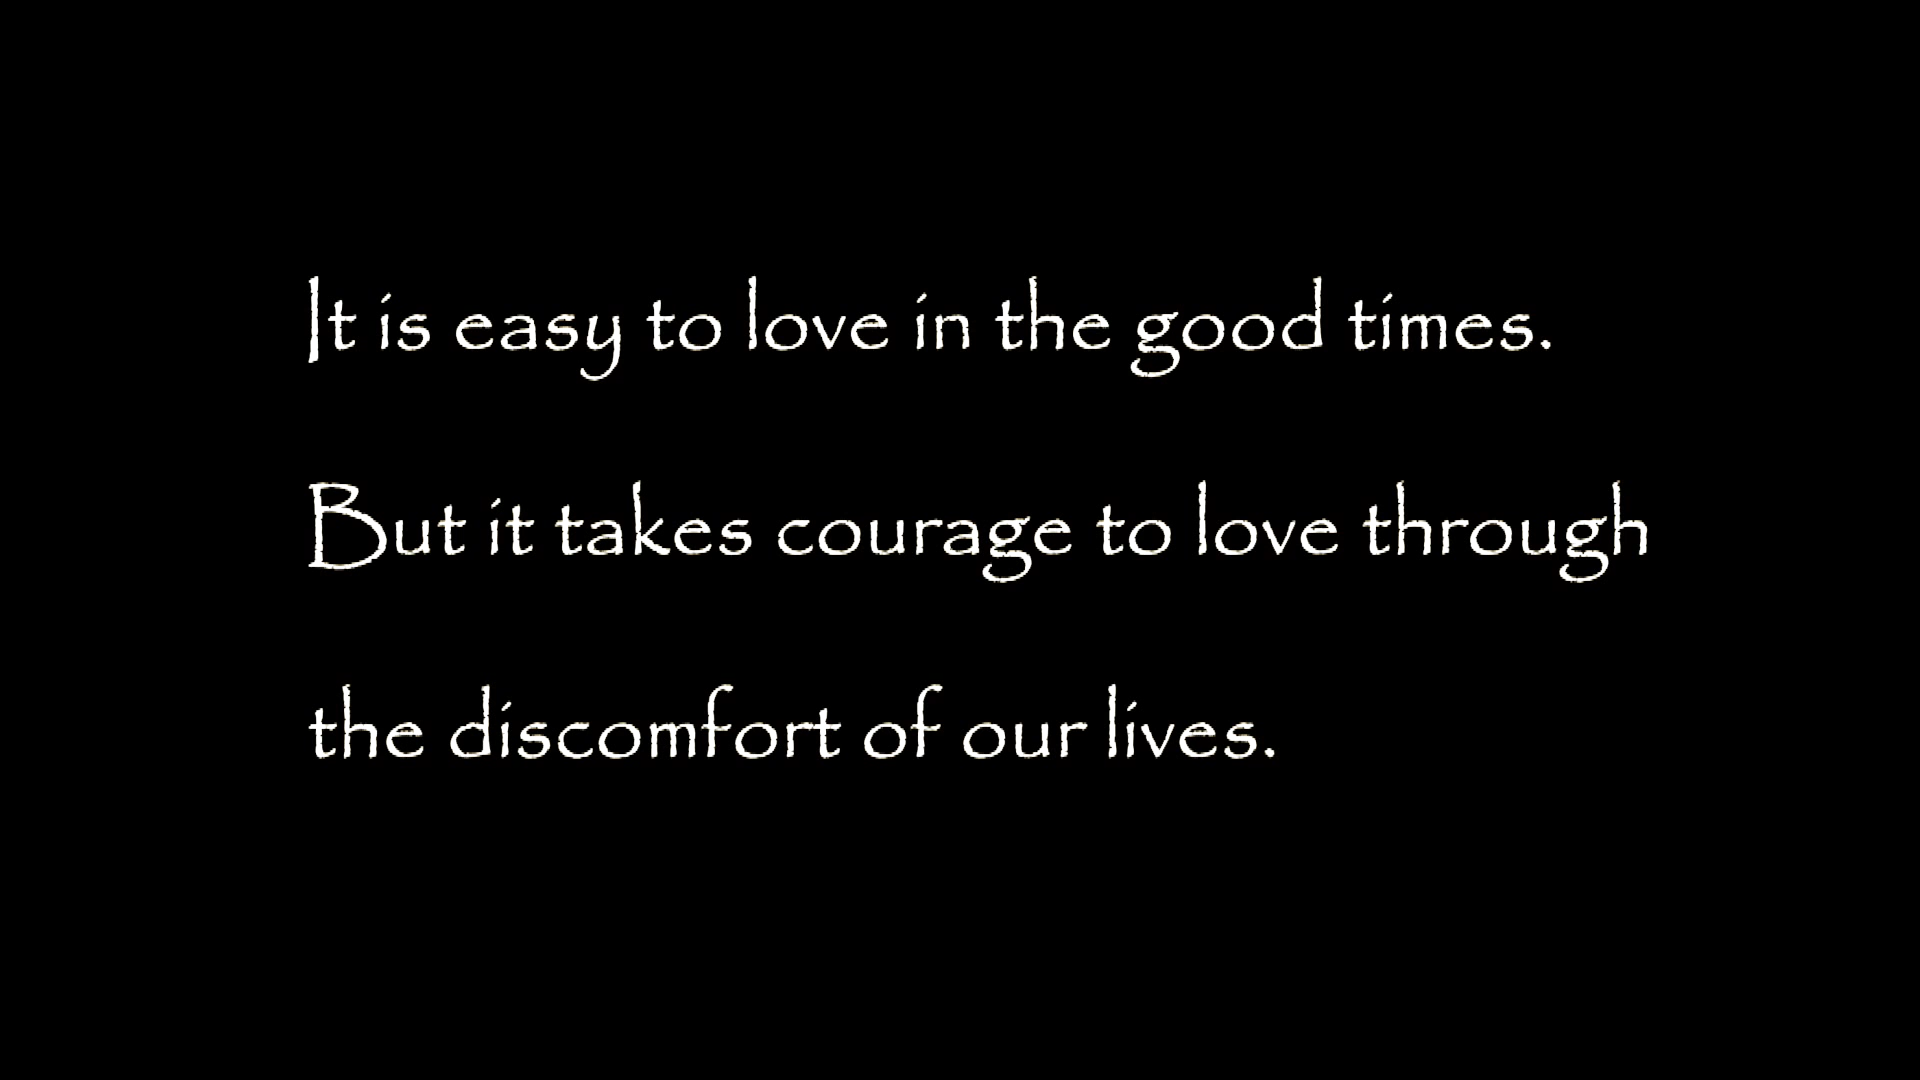 It is easy to love in the good times.
But it takes courage to love through
the discomfort of our lives.